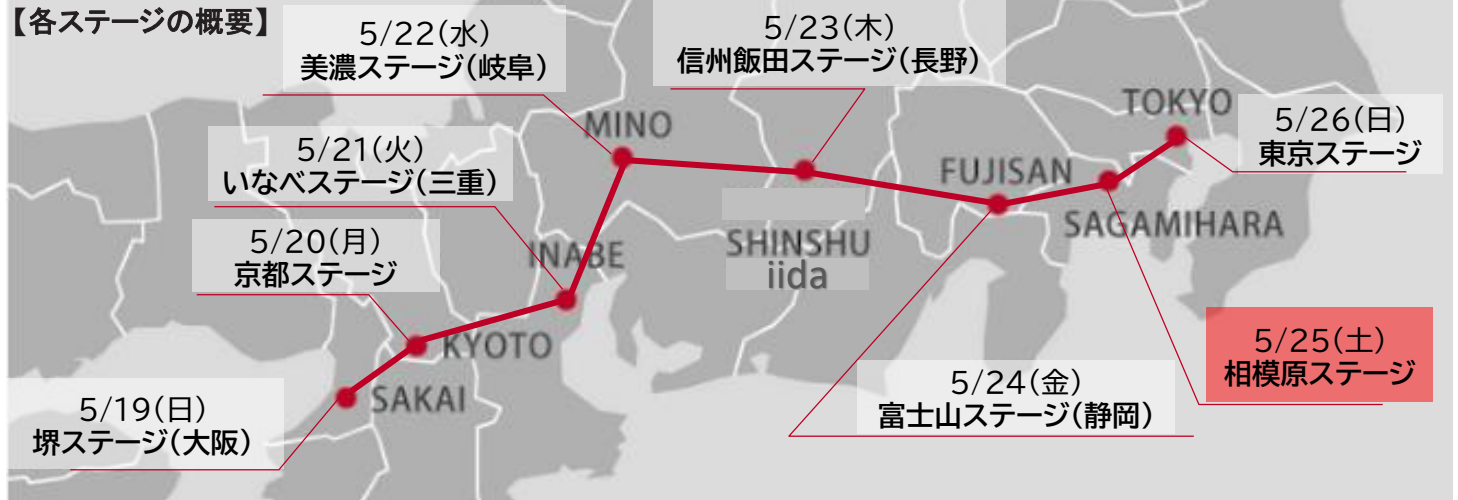 【各ステージの概要】
5/22(水)
美濃ステージ(岐阜)
5/23(木)
信州飯田ステージ(長野)
5/26(日)
東京ステージ
5/21(火)
いなべステージ(三重)
5/20(月)
京都ステージ
5/19(日)
堺ステージ(大阪)
5/24(金)
富士山ステージ(静岡)
5/25(土)
相模原ステージ
MINO
TOKYO
FUJISAN
SAGAMIHARA
SHINSHU
iida
INABE
KYOTO
SAKAI